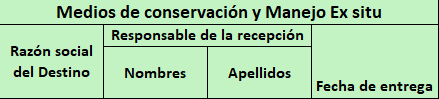 Medios de conservación y Manejo Ex situ
Razón social
del Destino
Responsable de la recepción
Nombres
Apellidos
Fecha de entrega